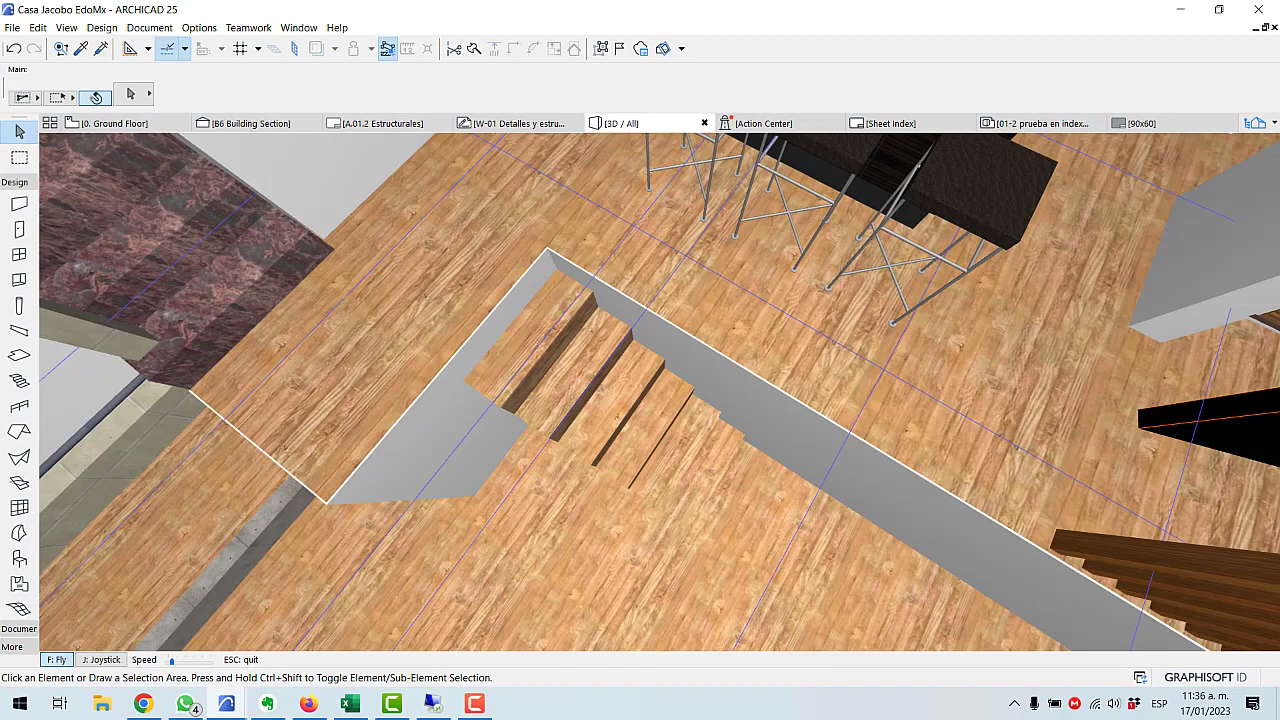 Casa Jacobo EdoMx - ARCHICAD 25
File Edit View Design Document Options Teamwork Window Help
Main:
[0. Ground Floor] [B6 Building Section] [A.01.2 Estructurales] [W-01 Detalles y estru... [3D / All] [Action Center] [Sheet Index] [01-2 prueba en index... [90x60]
Design
Documen
More
F: Fly J: Joystick Speed ESC: quit
Click an Element or Draw a Selection Area. Press and Hold Ctrl+Shift to Toggle Element/Sub-Element Selection.
GRAPHISOFT ID
4
ESP
11:36 a. m.
17/01/2023